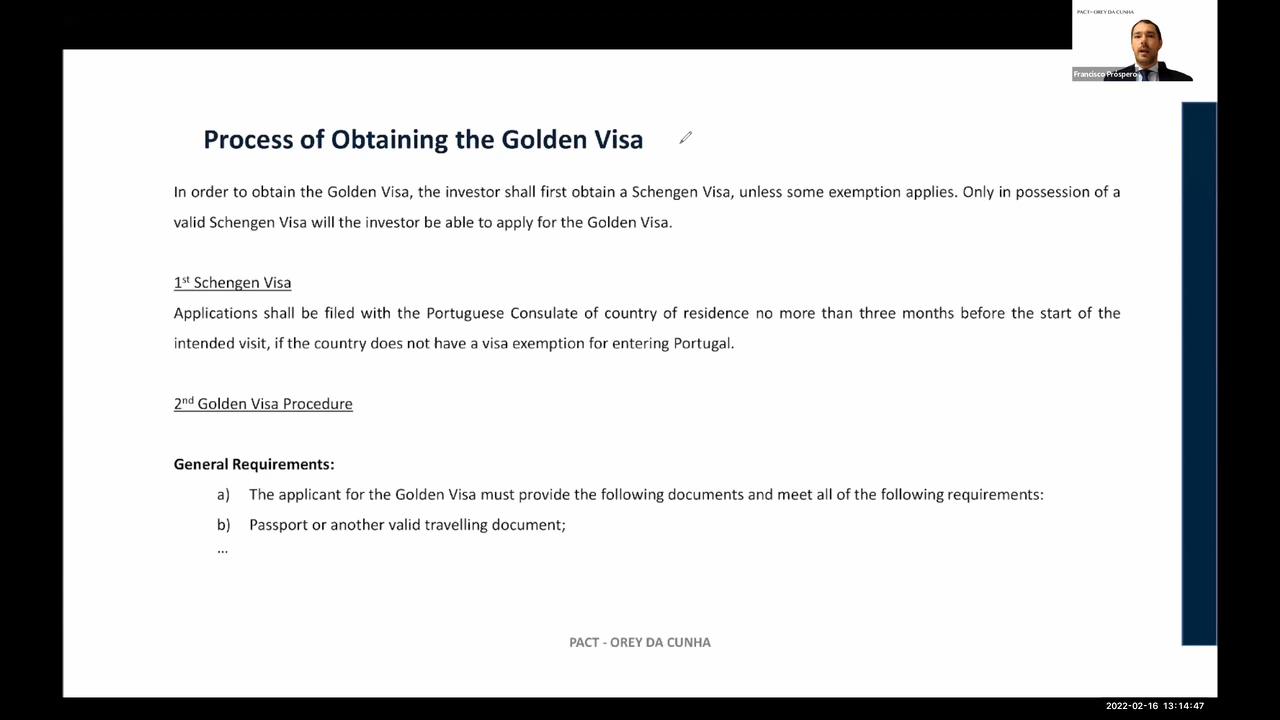 PACT - OREY DA CUNHA
Francisco Próspero
Process of Obtaining the Golden Visa
In order to obtain the Golden Visa, the investor shall first obtain a Schengen Visa, unless some exemption applies. Only in possession of a
valid Schengen Visa will the investor be able to apply for the Golden Visa.
1st Schengen Visa
Applications shall be filed with the Portuguese Consulate of country of residence no more than three months before the start of the
intended visit, if the country does not have a visa exemption for entering Portugal.
2nd Golden Visa Procedure
General Requirements:
a) The applicant for the Golden Visa must provide the following documents and meet all of the following requirements:
b) Passport or another valid travelling document;
...
PACT - OREY DA CUNHA
2022-02-16 13:14:47